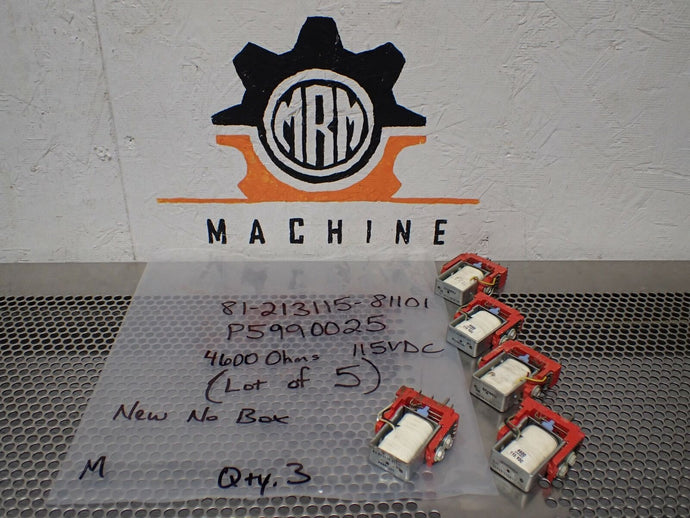 MRM
MACHINE
81-213115-81101
P5990025
4600 Ohms 115VDC
(Lot of 5)
New No Box
M Qty. 3